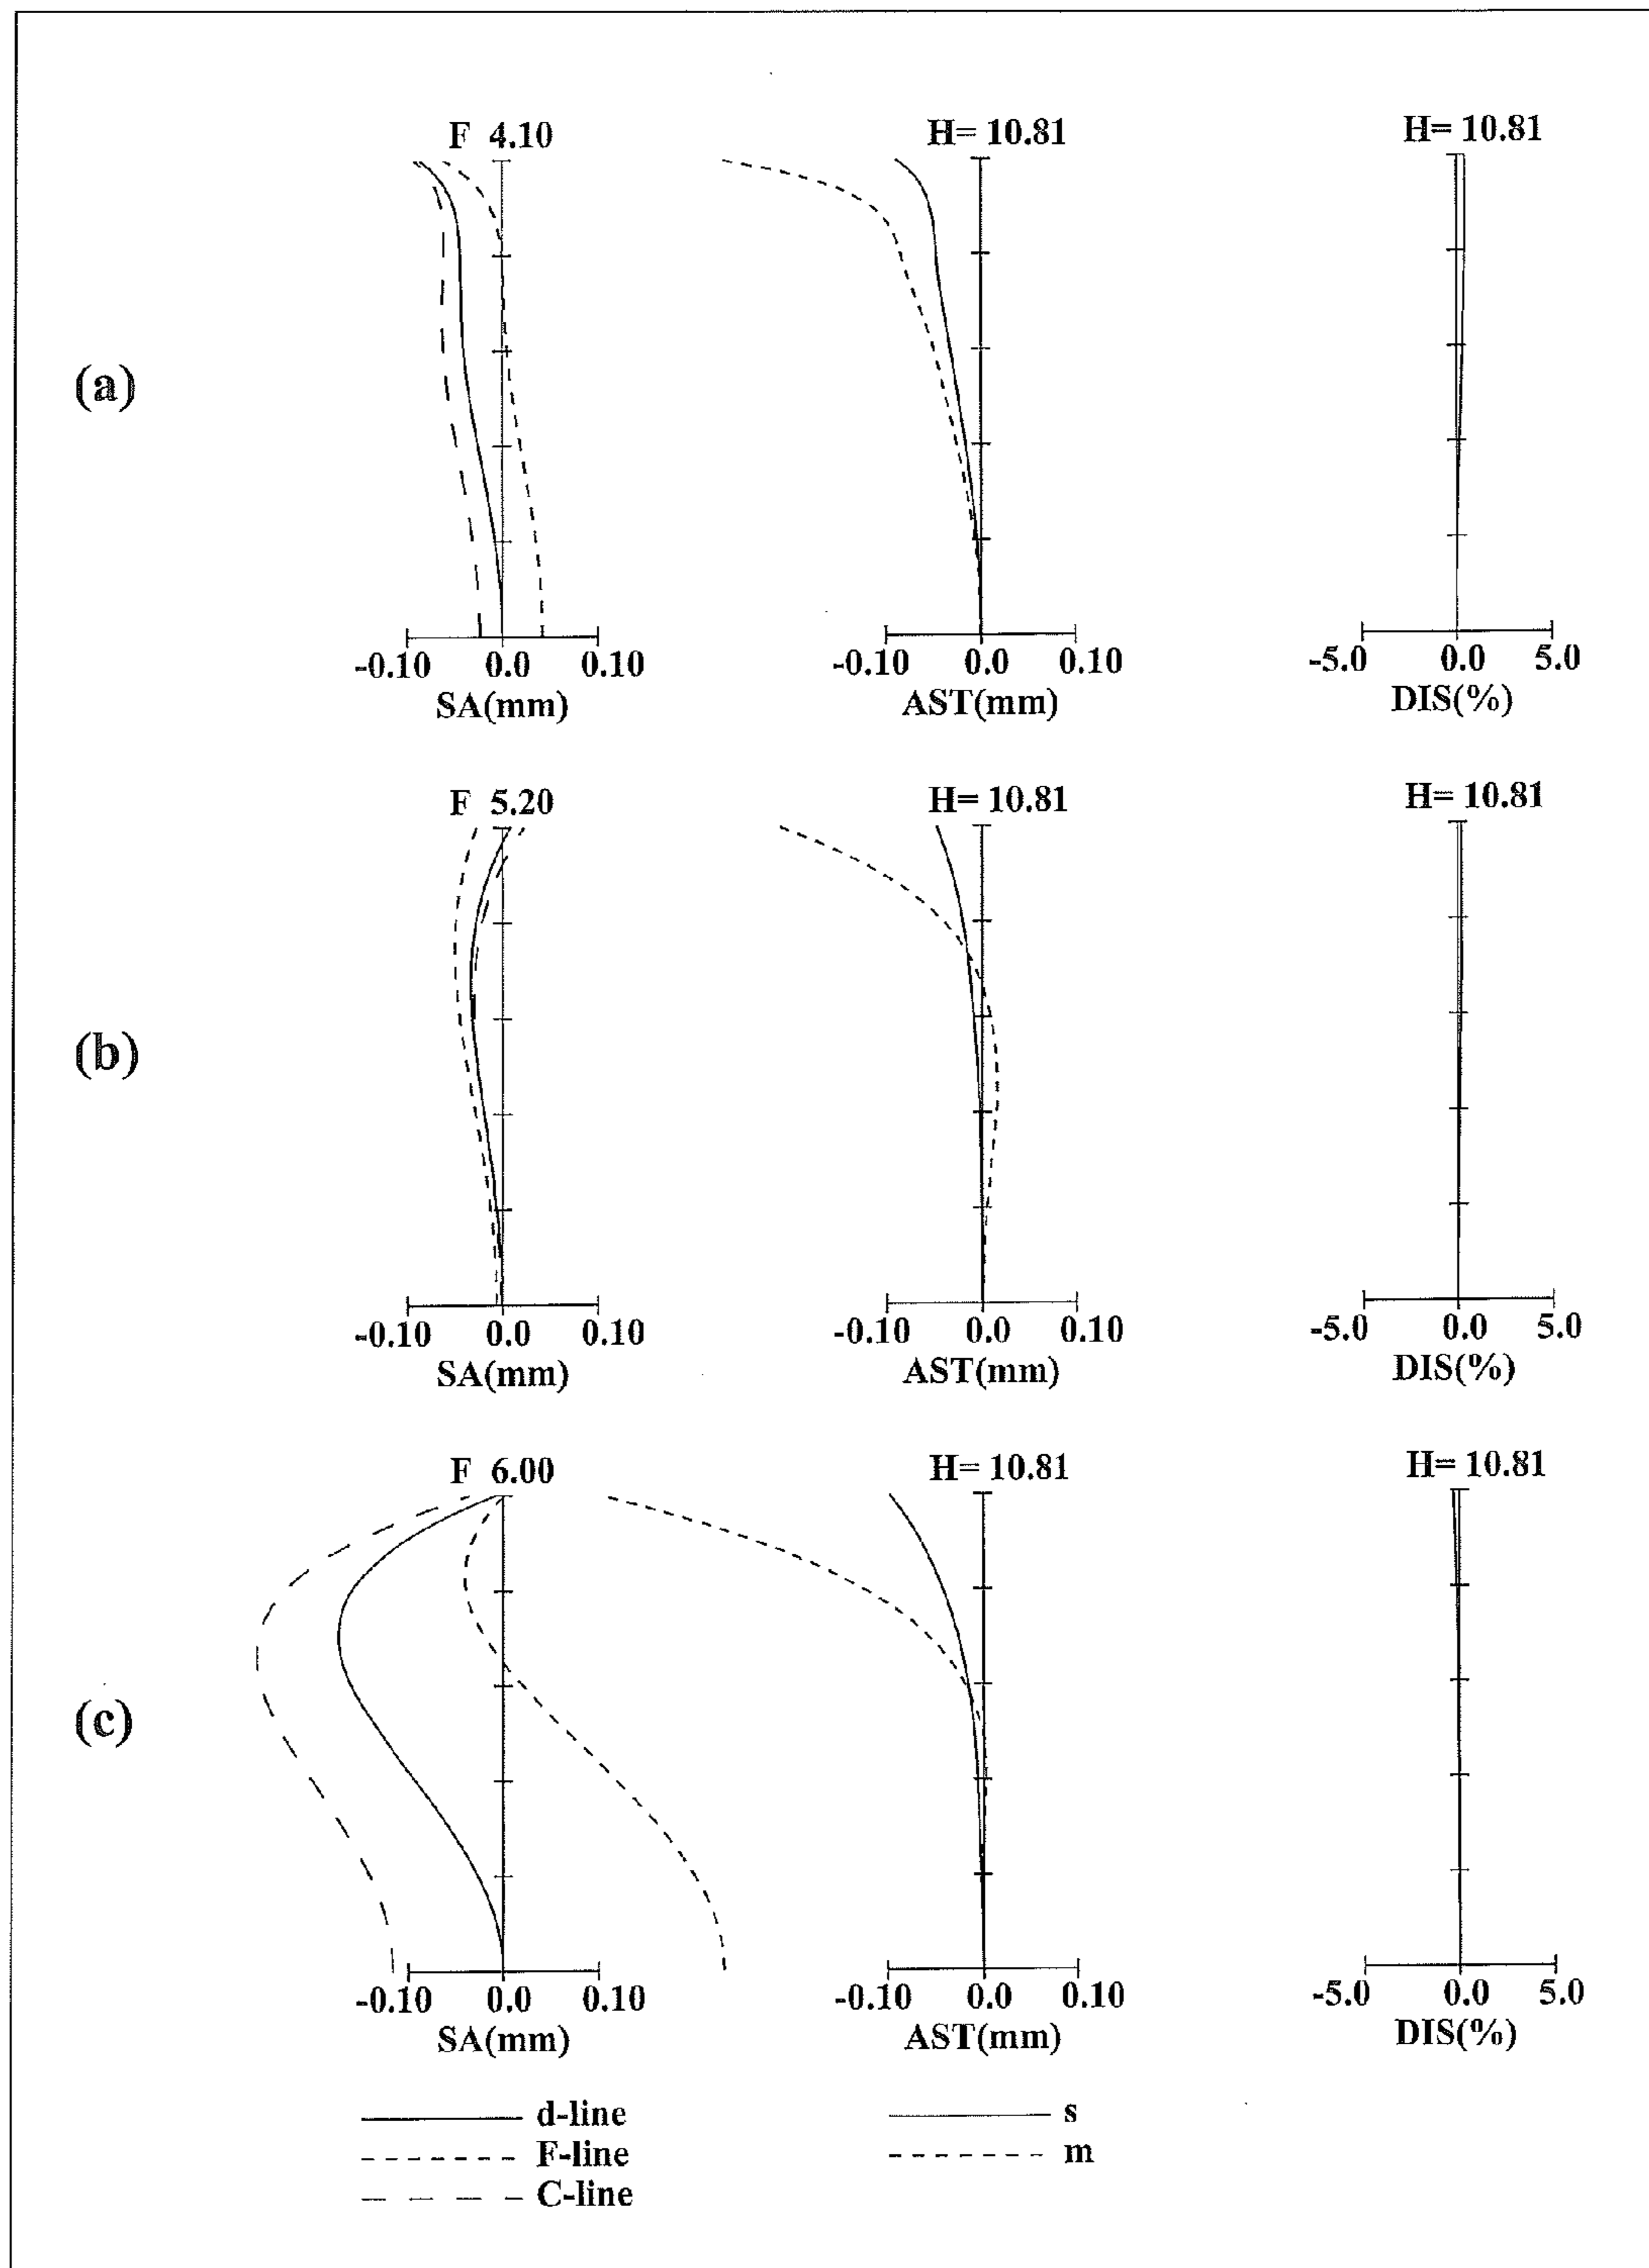 F 4.10 H= 10.81 H= 10.81
(a)
-0.10 0.0 0.10 -0.10 0.0 0.10 -5.0 0.0 5.0
SA(mm) AST(mm) DIS(%)
F 5.20 H= 10.81 H= 10.81
(b)
-0.10 0.0 0.10 -0.10 0.0 0.10 -5.0 0.0 5.0
SA(mm) AST(mm) DIS(%)
F 6.00 H= 10.81 H= 10.81
(c)
-0.10 0.0 0.10 -0.10 0.0 0.10 -5.0 0.0 5.0
SA(mm) AST(mm) DIS(%)
d-line s
F-line m
C-line